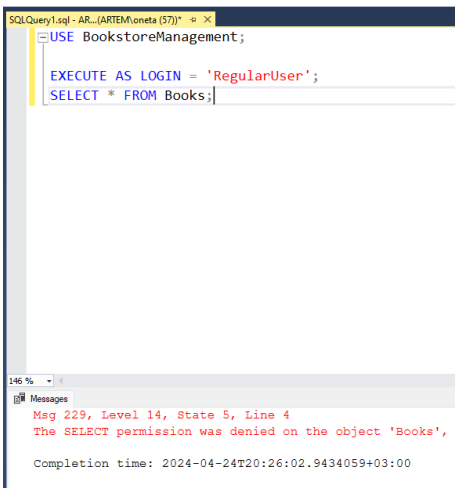 SQLQuery1.sql - AR...(ARTEM\oneta (57))*
USE BookstoreManagement;
EXECUTE AS LOGIN = 'RegularUser';
SELECT * FROM Books;
146 %
Messages
Msg 229, Level 14, State 5, Line 4
The SELECT permission was denied on the object 'Books',
Completion time: 2024-04-24T20:26:02.9434059+03:00